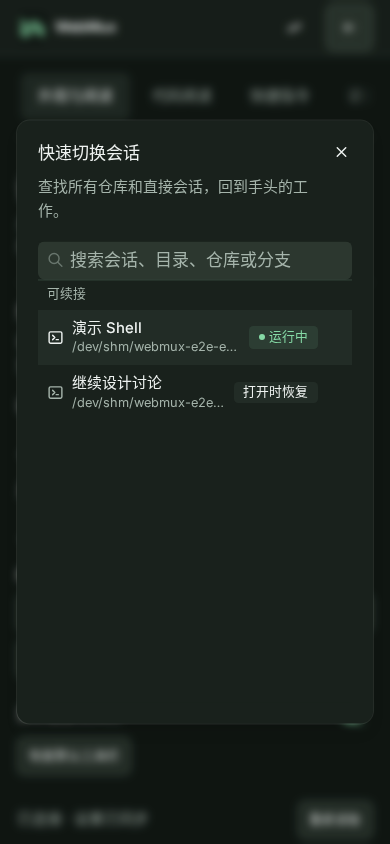 WebMux
快速切换会话
查找所有仓库和直接会话，回到手头的工
作。
搜索会话、目录、仓库或分支
可续接
演示 Shell
/dev/shm/webmux-e2e-e...
运行中
继续设计讨论
/dev/shm/webmux-e2e...
打开时恢复